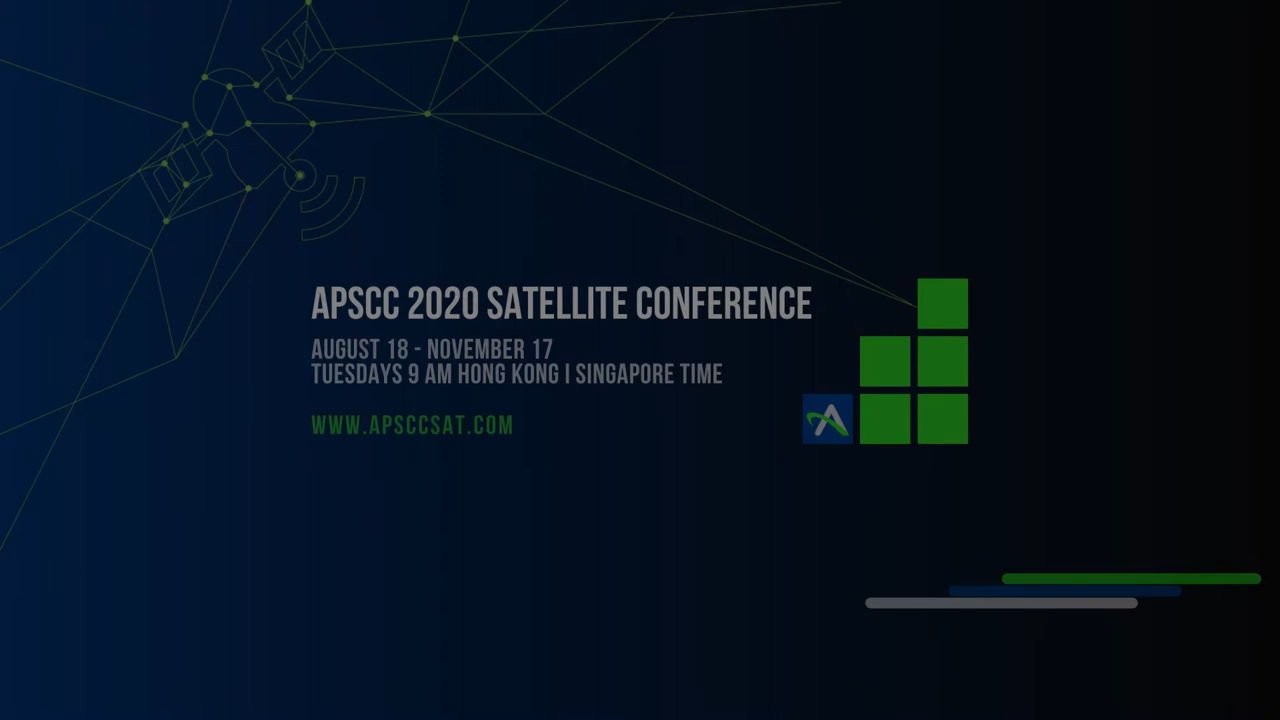 APSCC 2020 SATELLITE CONFERENCE
AUGUST 18 - NOVEMBER 17
TUESDAYS 9 AM HONG KONG I SINGAPORE TIME
WWW.APSCCSAT.COM